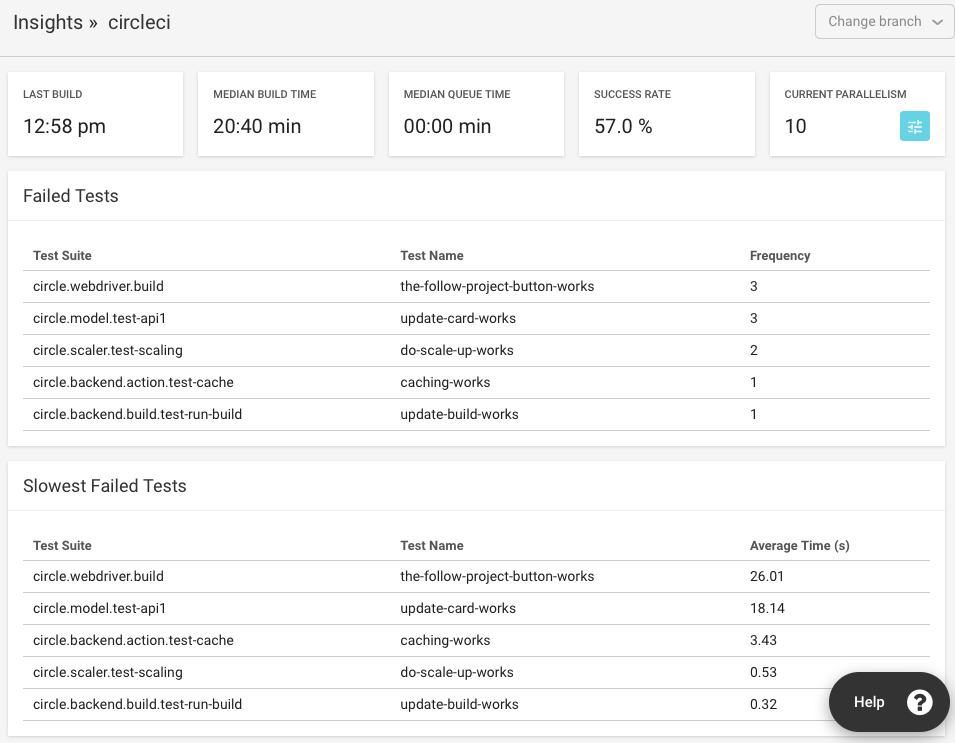 Insights » circleci
Change branch
LAST BUILD
12:58 pm
MEDIAN BUILD TIME
20:40 min
MEDIAN QUEUE TIME
00:00 min
SUCCESS RATE
57.0 %
CURRENT PARALLELISM
10
Failed Tests
Test Suite Test Name Frequency
circle.webdriver.build the-follow-project-button-works 3
circle.model.test-api1 update-card-works 3
circle.scaler.test-scaling do-scale-up-works 2
circle.backend.action.test-cache caching-works 1
circle.backend.build.test-run-build update-build-works 1
Slowest Failed Tests
Test Suite Test Name Average Time (s)
circle.webdriver.build the-follow-project-button-works 26.01
circle.model.test-api1 update-card-works 18.14
circle.backend.action.test-cache caching-works 3.43
circle.scaler.test-scaling do-scale-up-works 0.53
circle.backend.build.test-run-build update-build-works 0.32
Help ?